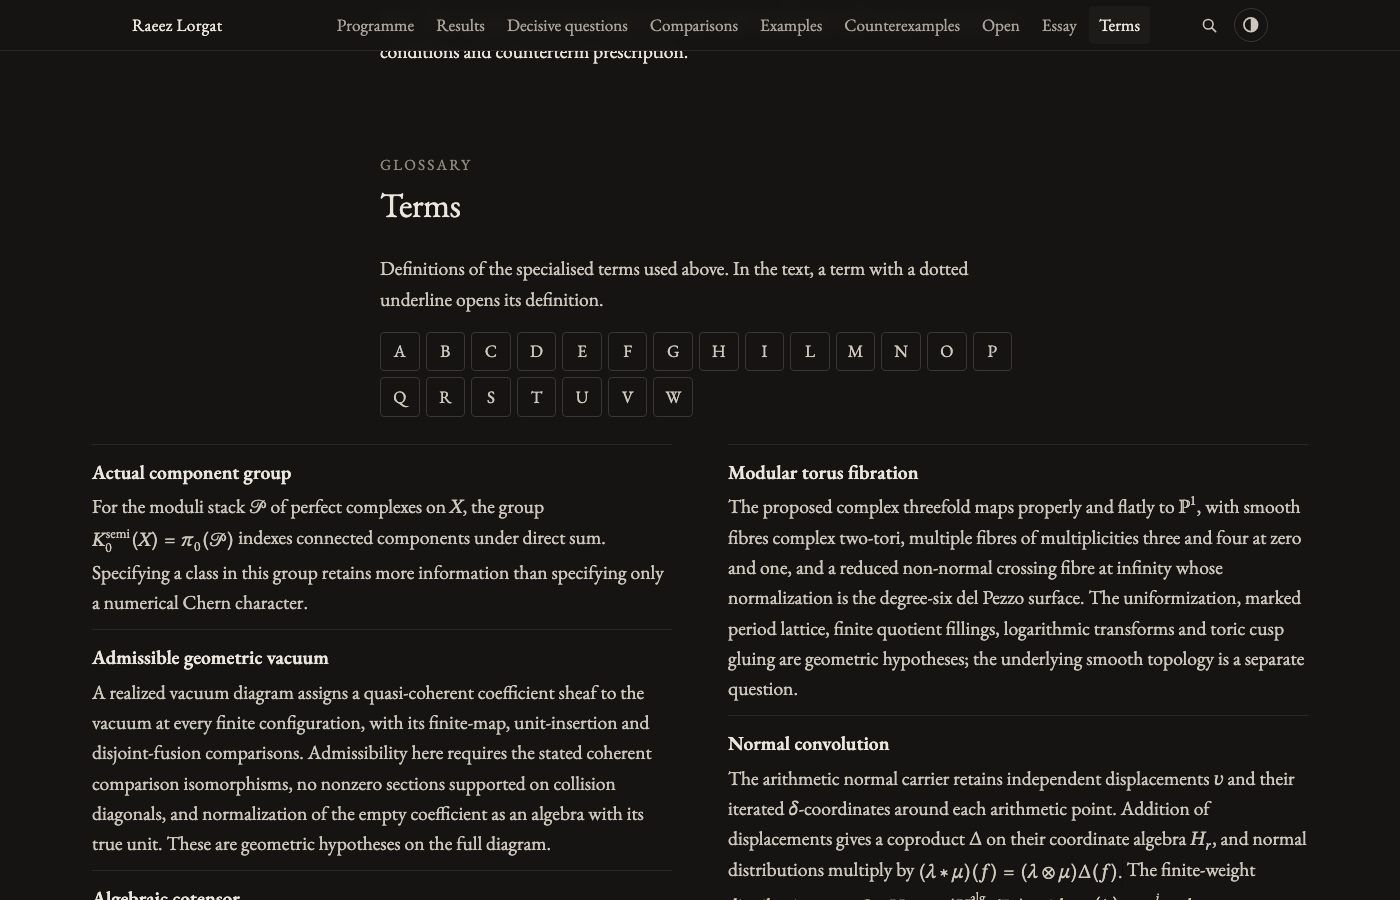 Raeez Lorgat
Programme Results Decisive questions Comparisons Examples Counterexamples Open Essay Terms
conditions and counterterm prescription.
GLOSSARY
Terms
Definitions of the specialised terms used above. In the text, a term with a dotted
underline opens its definition.
A B C D E F G H I L M N O P
Q R S T U V W
Actual component group
For the moduli stack 𝒫 of perfect complexes on X, the group
K₀^semi(X) = π₀(𝒫) indexes connected components under direct sum.
Specifying a class in this group retains more information than specifying only
a numerical Chern character.
Admissible geometric vacuum
A realized vacuum diagram assigns a quasi-coherent coefficient sheaf to the
vacuum at every finite configuration, with its finite-map, unit-insertion and
disjoint-fusion comparisons. Admissibility here requires the stated coherent
comparison isomorphisms, no nonzero sections supported on collision
diagonals, and normalization of the empty coefficient as an algebra with its
true unit. These are geometric hypotheses on the full diagram.
Algebraic cotensor
Modular torus fibration
The proposed complex threefold maps properly and flatly to ℙ¹, with smooth
fibres complex two-tori, multiple fibres of multiplicities three and four at zero
and one, and a reduced non-normal crossing fibre at infinity whose
normalization is the degree-six del Pezzo surface. The uniformization, marked
period lattice, finite quotient fillings, logarithmic transforms and toric cusp
gluing are geometric hypotheses; the underlying smooth topology is a separate
question.
Normal convolution
The arithmetic normal carrier retains independent displacements υ and their
iterated δ-coordinates around each arithmetic point. Addition of
displacements gives a coproduct Δ on their coordinate algebra Hᵣ, and normal
distributions multiply by (λ ∗ μ)(f) = (λ ⊗ μ)Δ(f). The finite-weight